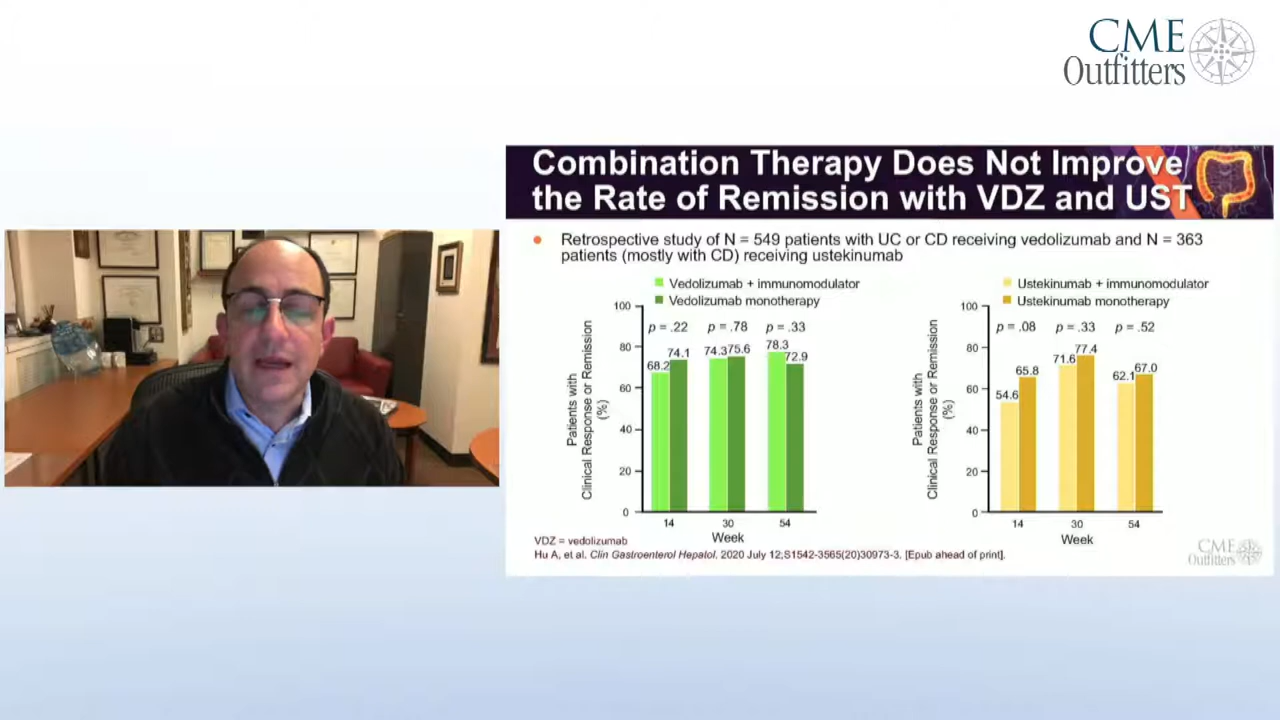 CME
Outfitters
Combination Therapy Does Not Improve
the Rate of Remission with VDZ and UST
Retrospective study of N = 549 patients with UC or CD receiving vedolizumab and N = 363
patients (mostly with CD) receiving ustekinumab
Vedolizumab + immunomodulator
Vedolizumab monotherapy
Patients with
Clinical Response or Remission
(%)
100
80
60
40
20
0
p = .22
p = .78
p = .33
68.2
74.1
74.3
75.6
78.3
72.9
14
30
54
Week
Ustekinumab + immunomodulator
Ustekinumab monotherapy
Patients with
Clinical Response or Remission
(%)
100
80
60
40
20
0
p = .08
p = .33
p = .52
54.6
65.8
71.6
77.4
62.1
67.0
14
30
54
Week
VDZ = vedolizumab
Hu A, et al. Clin Gastroenterol Hepatol. 2020 July 12;S1542-3565(20)30973-3. [Epub ahead of print].
CME
Outfitters